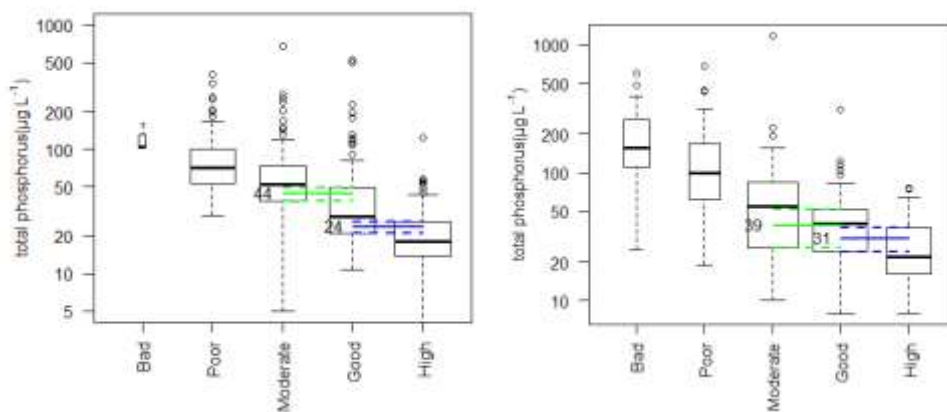 total phosphorus(µg L⁻¹)
1000
500
200
100
50
20
10
5
44
24
Bad
Poor
Moderate
Good
High
total phosphorus(µg L⁻¹)
1000
500
200
100
50
20
10
39
31
Bad
Poor
Moderate
Good
High